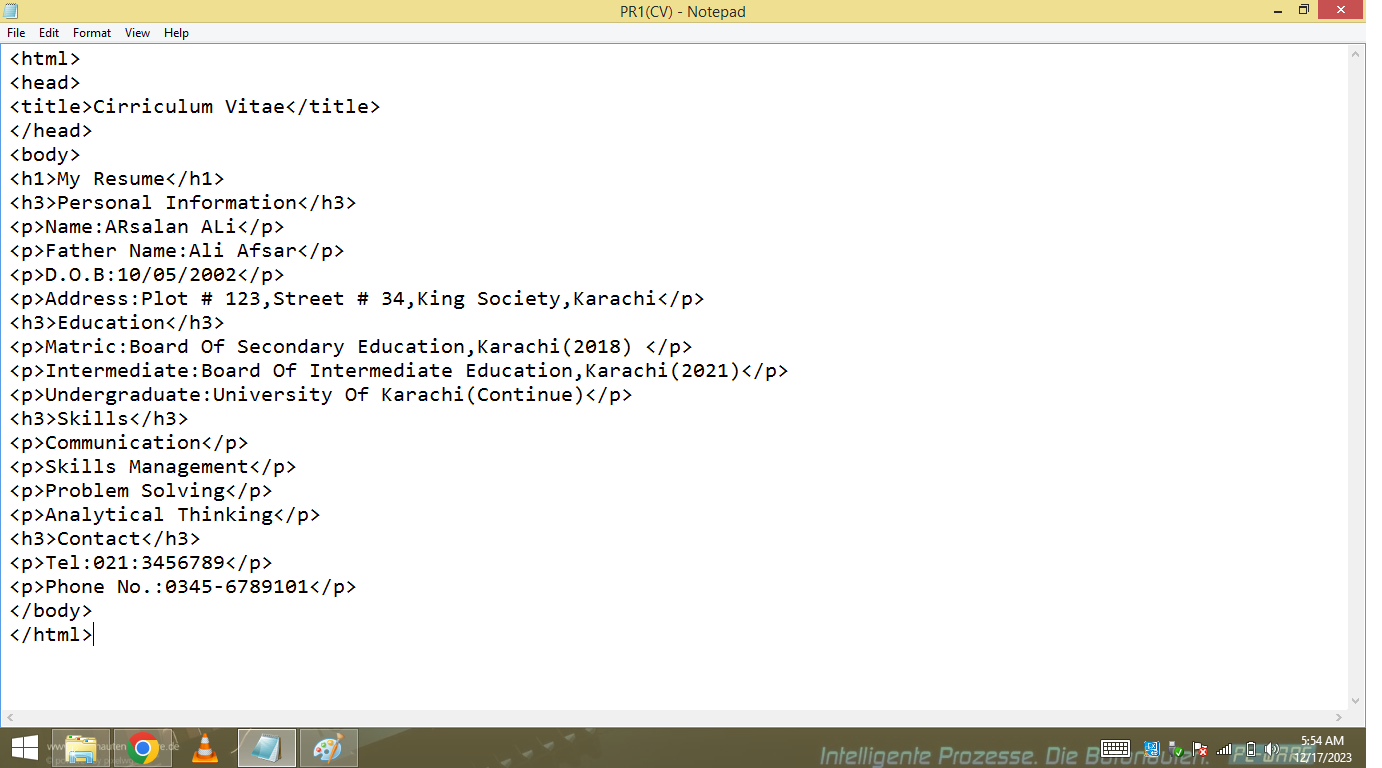 PR1(CV) - Notepad
File Edit Format View Help
<html>
<head>
<title>Cirriculum Vitae</title>
</head>
<body>
<h1>My Resume</h1>
<h3>Personal Information</h3>
<p>Name:ARsalan ALi</p>
<p>Father Name:Ali Afsar</p>
<p>D.O.B:10/05/2002</p>
<p>Address:Plot # 123,Street # 34,King Society,Karachi</p>
<h3>Education</h3>
<p>Matric:Board Of Secondary Education,Karachi(2018) </p>
<p>Intermediate:Board Of Intermediate Education,Karachi(2021)</p>
<p>Undergraduate:University Of Karachi(Continue)</p>
<h3>Skills</h3>
<p>Communication</p>
<p>Skills Management</p>
<p>Problem Solving</p>
<p>Analytical Thinking</p>
<h3>Contact</h3>
<p>Tel:021:3456789</p>
<p>Phone No.:0345-6789101</p>
</body>
</html>
5:54 AM
Intelligente Prozesse. Die
12/17/2023